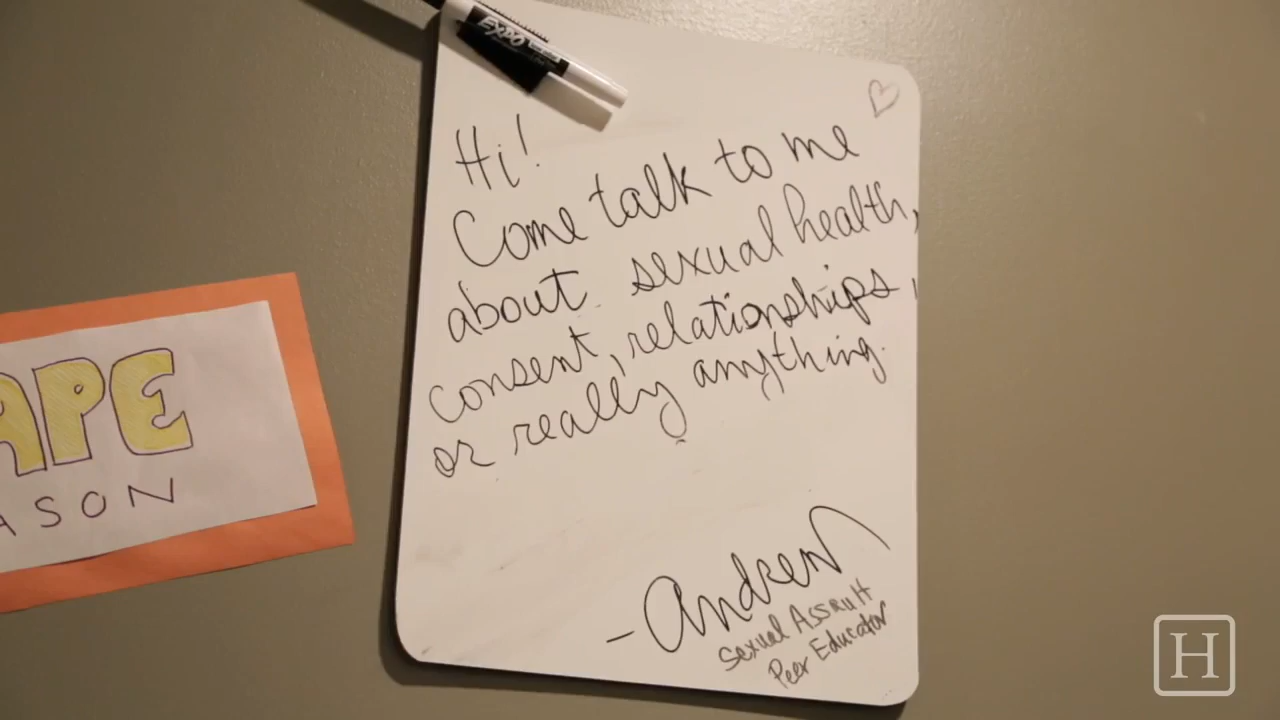 EXPO
Hi!
Come talk to me
about sexual health,
consent, relationships,
or really anything.
- Andrew
Sexual Assault
Peer Educator
APE
ASON
H